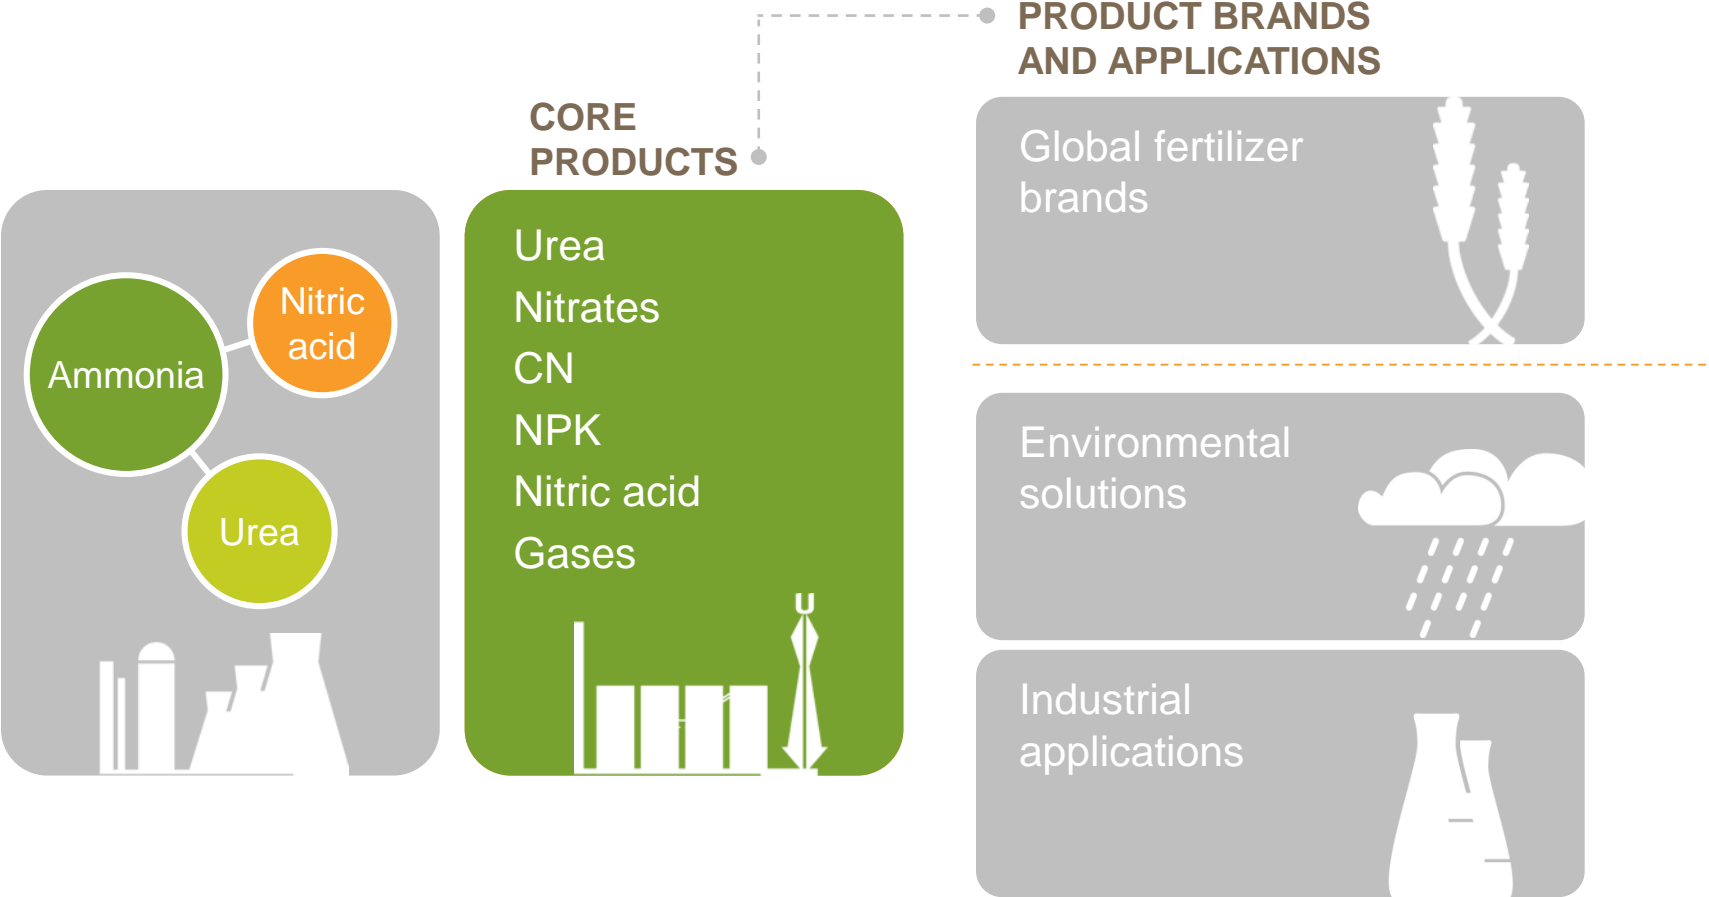 PRODUCT BRANDS
AND APPLICATIONS
CORE
PRODUCTS
Ammonia
Nitric
acid
Urea
Urea
Nitrates
CN
NPK
Nitric acid
Gases
U
Global fertilizer
brands
Environmental
solutions
Industrial
applications